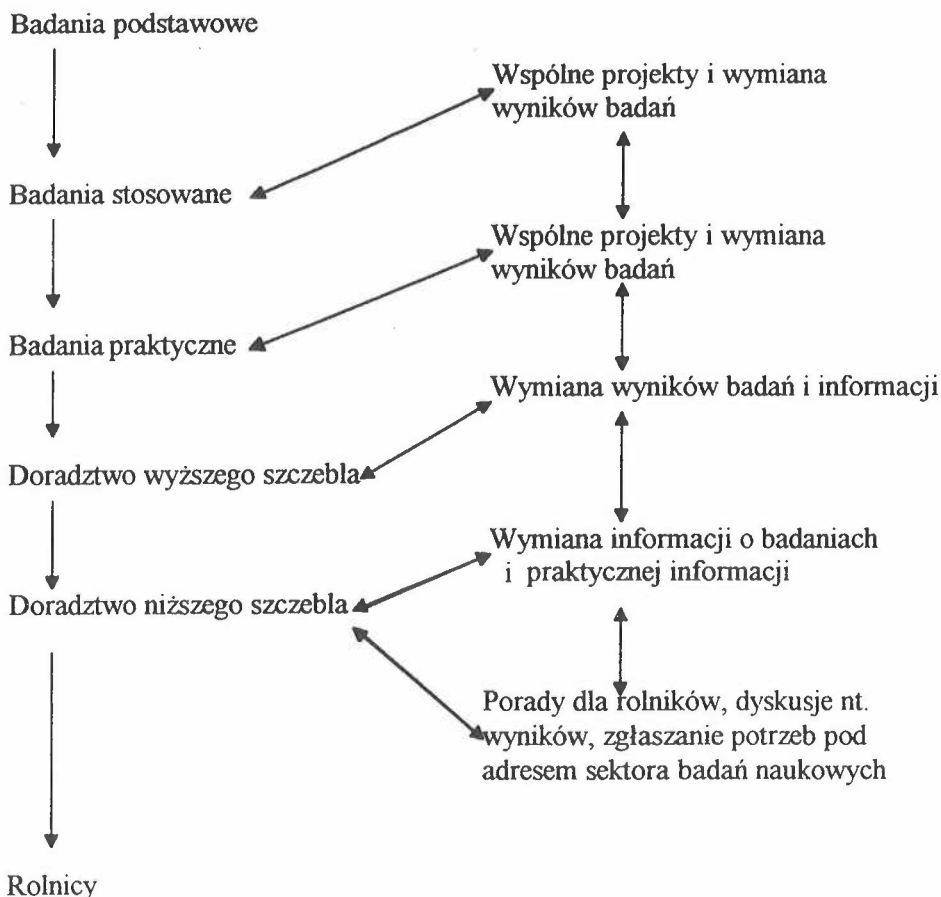 Badania podstawowe
Wspólne projekty i wymiana
wyników badań
Badania stosowane
Wspólne projekty i wymiana
wyników badań
Badania praktyczne
Wymiana wyników badań i informacji
Doradztwo wyższego szczebla
Wymiana informacji o badaniach
i praktycznej informacji
Doradztwo niższego szczebla
Porady dla rolników, dyskusje nt.
wyników, zgłaszanie potrzeb pod
adresem sektora badań naukowych
Rolnicy